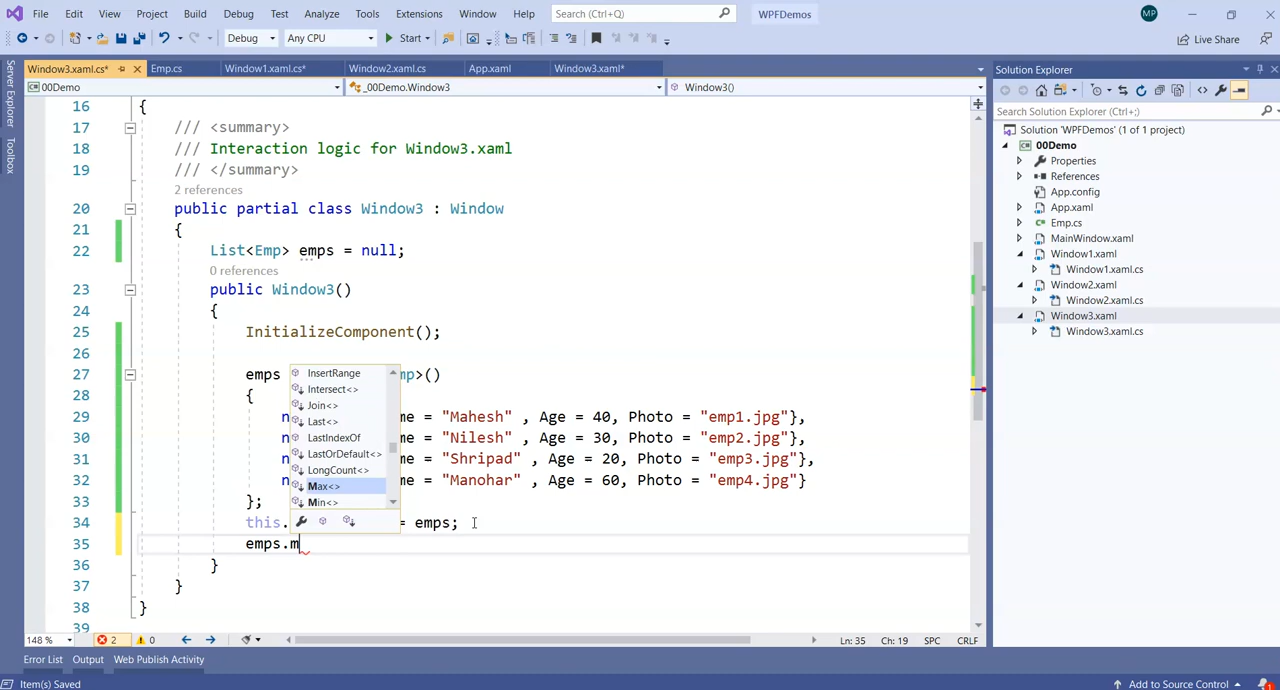 File Edit View Project Build Debug Test Analyze Tools Extensions Window Help Search (Ctrl+Q) WPFDemos MP
Debug Any CPU Start Live Share
Window3.xaml.cs* Emp.cs Window1.xaml.cs* Window2.xaml.cs App.xaml Window3.xaml*
00Demo _00Demo.Window3 Window3()
Server Explorer
Toolbox
16 {
17 /// <summary>
18 /// Interaction logic for Window3.xaml
19 /// </summary>
2 references
20 public partial class Window3 : Window
21 {
22 List<Emp> emps = null;
0 references
23 public Window3()
24 {
25 InitializeComponent();
26
27 emps mp>()
28 {
29 n me = "Mahesh" , Age = 40, Photo = "emp1.jpg"},
30 n me = "Nilesh" , Age = 30, Photo = "emp2.jpg"},
31 n me = "Shripad" , Age = 20, Photo = "emp3.jpg"},
32 n me = "Manohar" , Age = 60, Photo = "emp4.jpg"}
33 };
34 this. = emps;
35 emps.m
36 }
37 }
38 }
39
InsertRange
Intersect<>
Join<>
Last<>
LastIndexOf
LastOrDefault<>
LongCount<>
Max<>
Min<>
148 % 2 0 Ln: 35 Ch: 19 SPC CRLF
Error List Output Web Publish Activity
Item(s) Saved Add to Source Control 1
Solution Explorer
Search Solution Explorer (Ctrl+;)
Solution 'WPFDemos' (1 of 1 project)
00Demo
Properties
References
App.config
App.xaml
Emp.cs
MainWindow.xaml
Window1.xaml
Window1.xaml.cs
Window2.xaml
Window2.xaml.cs
Window3.xaml
Window3.xaml.cs